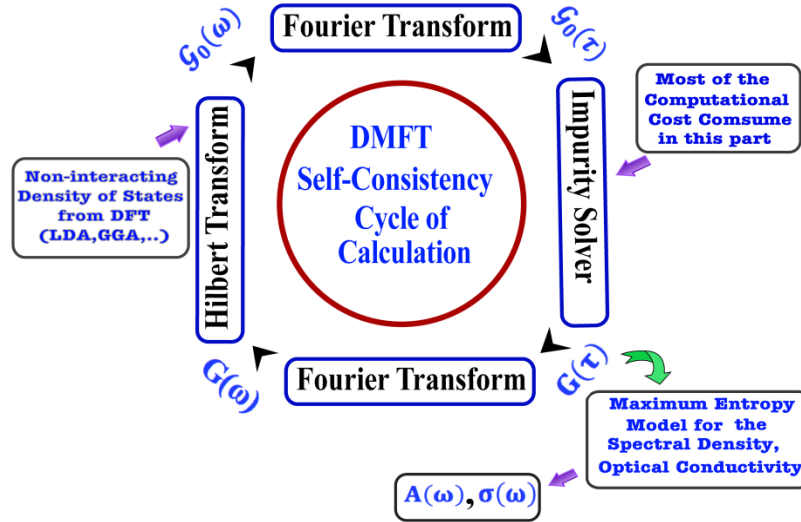 𝒢₀(ω)
Fourier Transform
𝒢₀(τ)
Most of the
Computational
Cost Comsume
in this part
Impurity Solver
DMFT
Self-Consistency
Cycle of
Calculation
Hilbert Transform
Non-interacting
Density of States
from DFT
(LDA,GGA,..)
G(ω)
Fourier Transform
G(τ)
Maximum Entropy
Model for the
Spectral Density,
Optical Conductivity
A(ω), σ(ω)